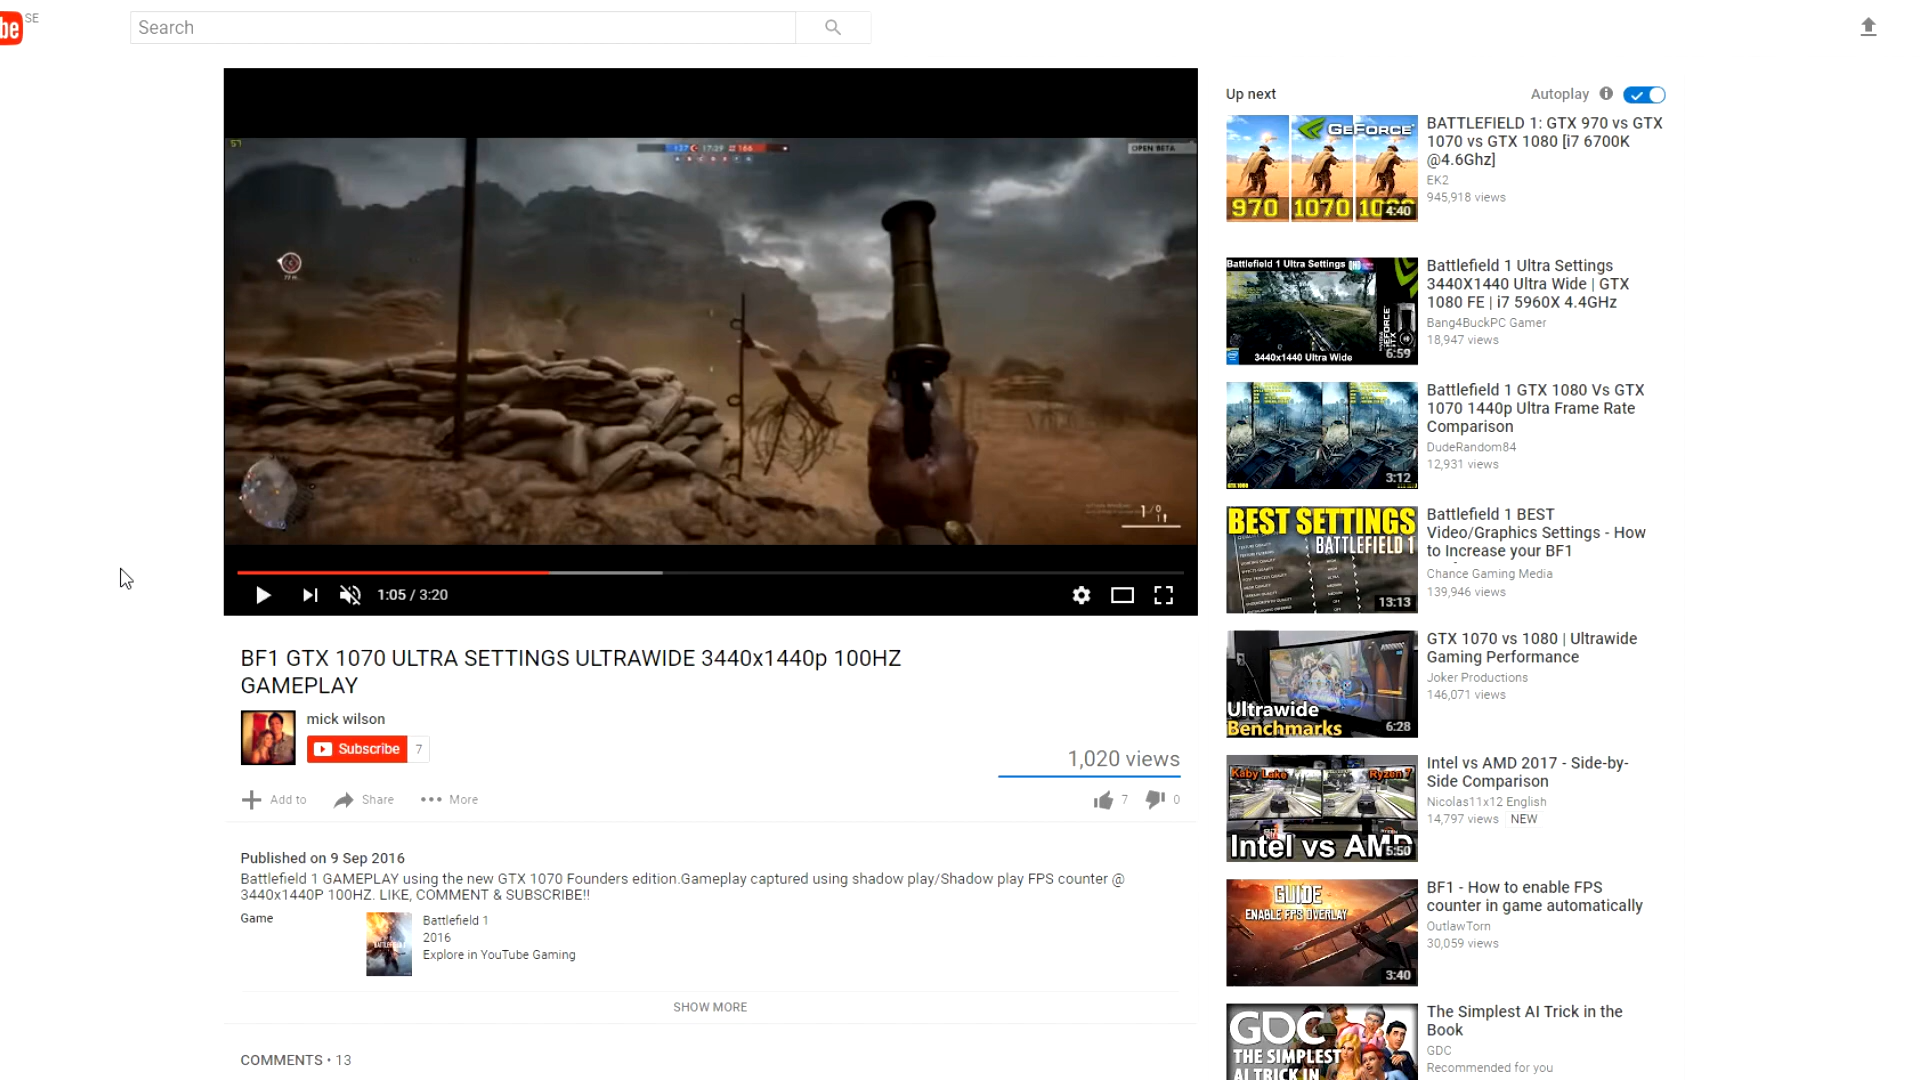 be SE
Search
57
137 17:39 166
OPEN BETA
77 m
1/0
1:05 / 3:20
BF1 GTX 1070 ULTRA SETTINGS ULTRAWIDE 3440x1440p 100HZ
GAMEPLAY
mick wilson
Subscribe 7
1,020 views
Add to Share More
7 0
Published on 9 Sep 2016
Battlefield 1 GAMEPLAY using the new GTX 1070 Founders edition.Gameplay captured using shadow play/Shadow play FPS counter @
3440x1440P 100HZ. LIKE, COMMENT & SUBSCRIBE!!
Game
Battlefield 1
2016
Explore in YouTube Gaming
SHOW MORE
COMMENTS • 13
Up next
Autoplay
GEFORCE
970 1070
4:40
BATTLEFIELD 1: GTX 970 vs GTX
1070 vs GTX 1080 [i7 6700K
@4.6Ghz]
EK2
945,918 views
Battlefield 1 Ultra Settings
GEFORCE GTX
3440x1440 Ultra Wide
6:59
Battlefield 1 Ultra Settings
3440X1440 Ultra Wide | GTX
1080 FE | i7 5960X 4.4GHz
Bang4BuckPC Gamer
18,947 views
3:12
Battlefield 1 GTX 1080 Vs GTX
1070 1440p Ultra Frame Rate
Comparison
DudeRandom84
12,931 views
BEST SETTINGS
BATTLEFIELD 1
13:13
Battlefield 1 BEST
Video/Graphics Settings - How
to Increase your BF1
Chance Gaming Media
139,946 views
Ultrawide
Benchmarks
6:28
GTX 1070 vs 1080 | Ultrawide
Gaming Performance
Joker Productions
146,071 views
Kaby Lake Ryzen 7
Intel vs AMD
5:50
Intel vs AMD 2017 - Side-by-
Side Comparison
Nicolas11x12 English
14,797 views NEW
GUIDE
ENABLE FPS OVERLAY
3:40
BF1 - How to enable FPS
counter in game automatically
OutlawTorn
30,059 views
GDC
THE SIMPLEST
AI TRICK IN
The Simplest AI Trick in the
Book
GDC
Recommended for you